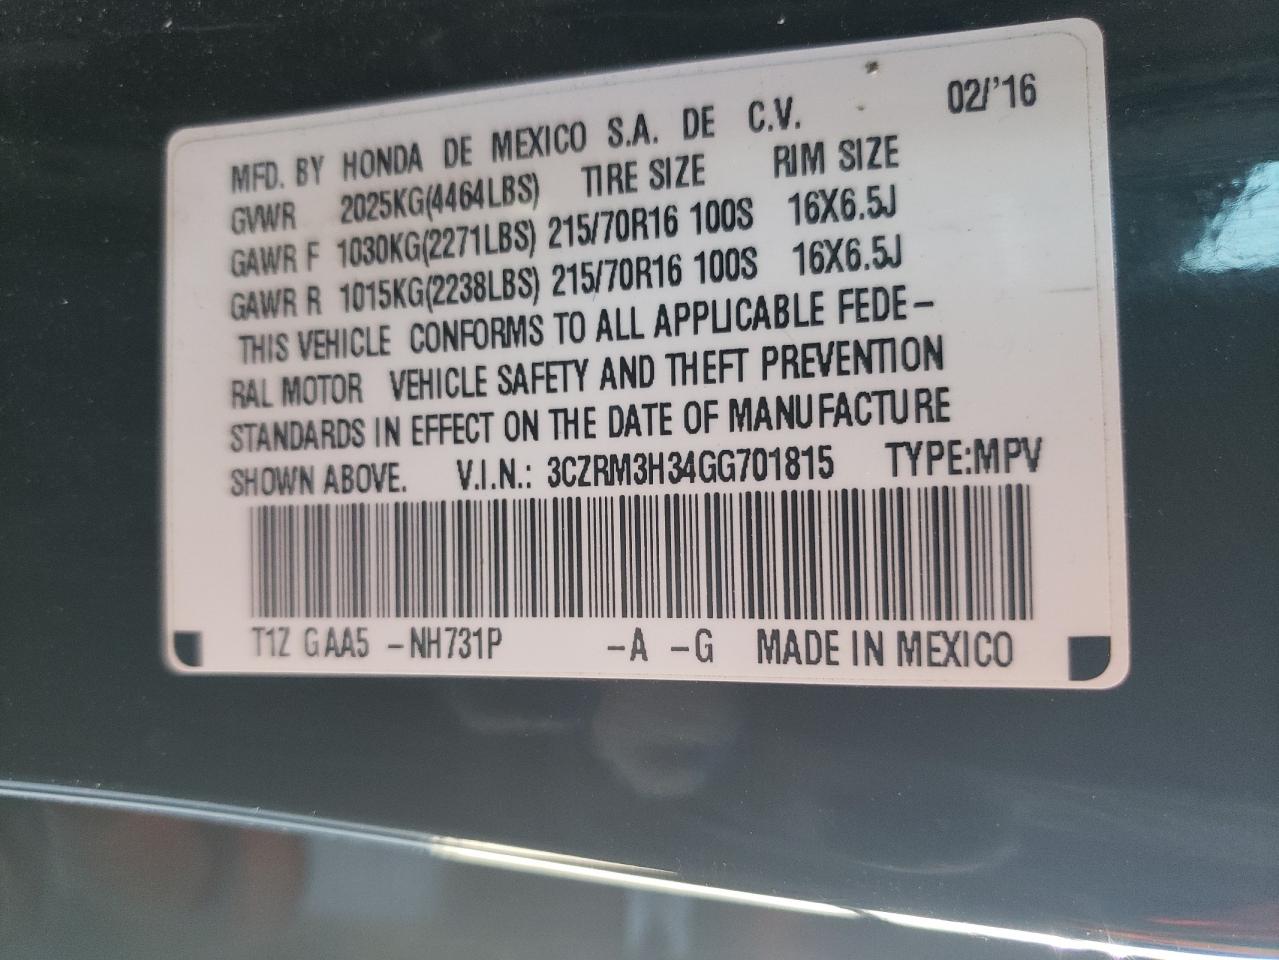 02/'16
MFD. BY HONDA DE MEXICO S.A. DE C.V.
GVWR 2025KG(4464LBS) TIRE SIZE RIM SIZE
GAWR F 1030KG(2271LBS) 215/70R16 100S 16X6.5J
GAWR R 1015KG(2238LBS) 215/70R16 100S 16X6.5J
THIS VEHICLE CONFORMS TO ALL APPLICABLE FEDE-
RAL MOTOR VEHICLE SAFETY AND THEFT PREVENTION
STANDARDS IN EFFECT ON THE DATE OF MANUFACTURE
SHOWN ABOVE. V.I.N.: 3CZRM3H34GG701815 TYPE:MPV
T1Z GAA5 -NH731P -A -G MADE IN MEXICO